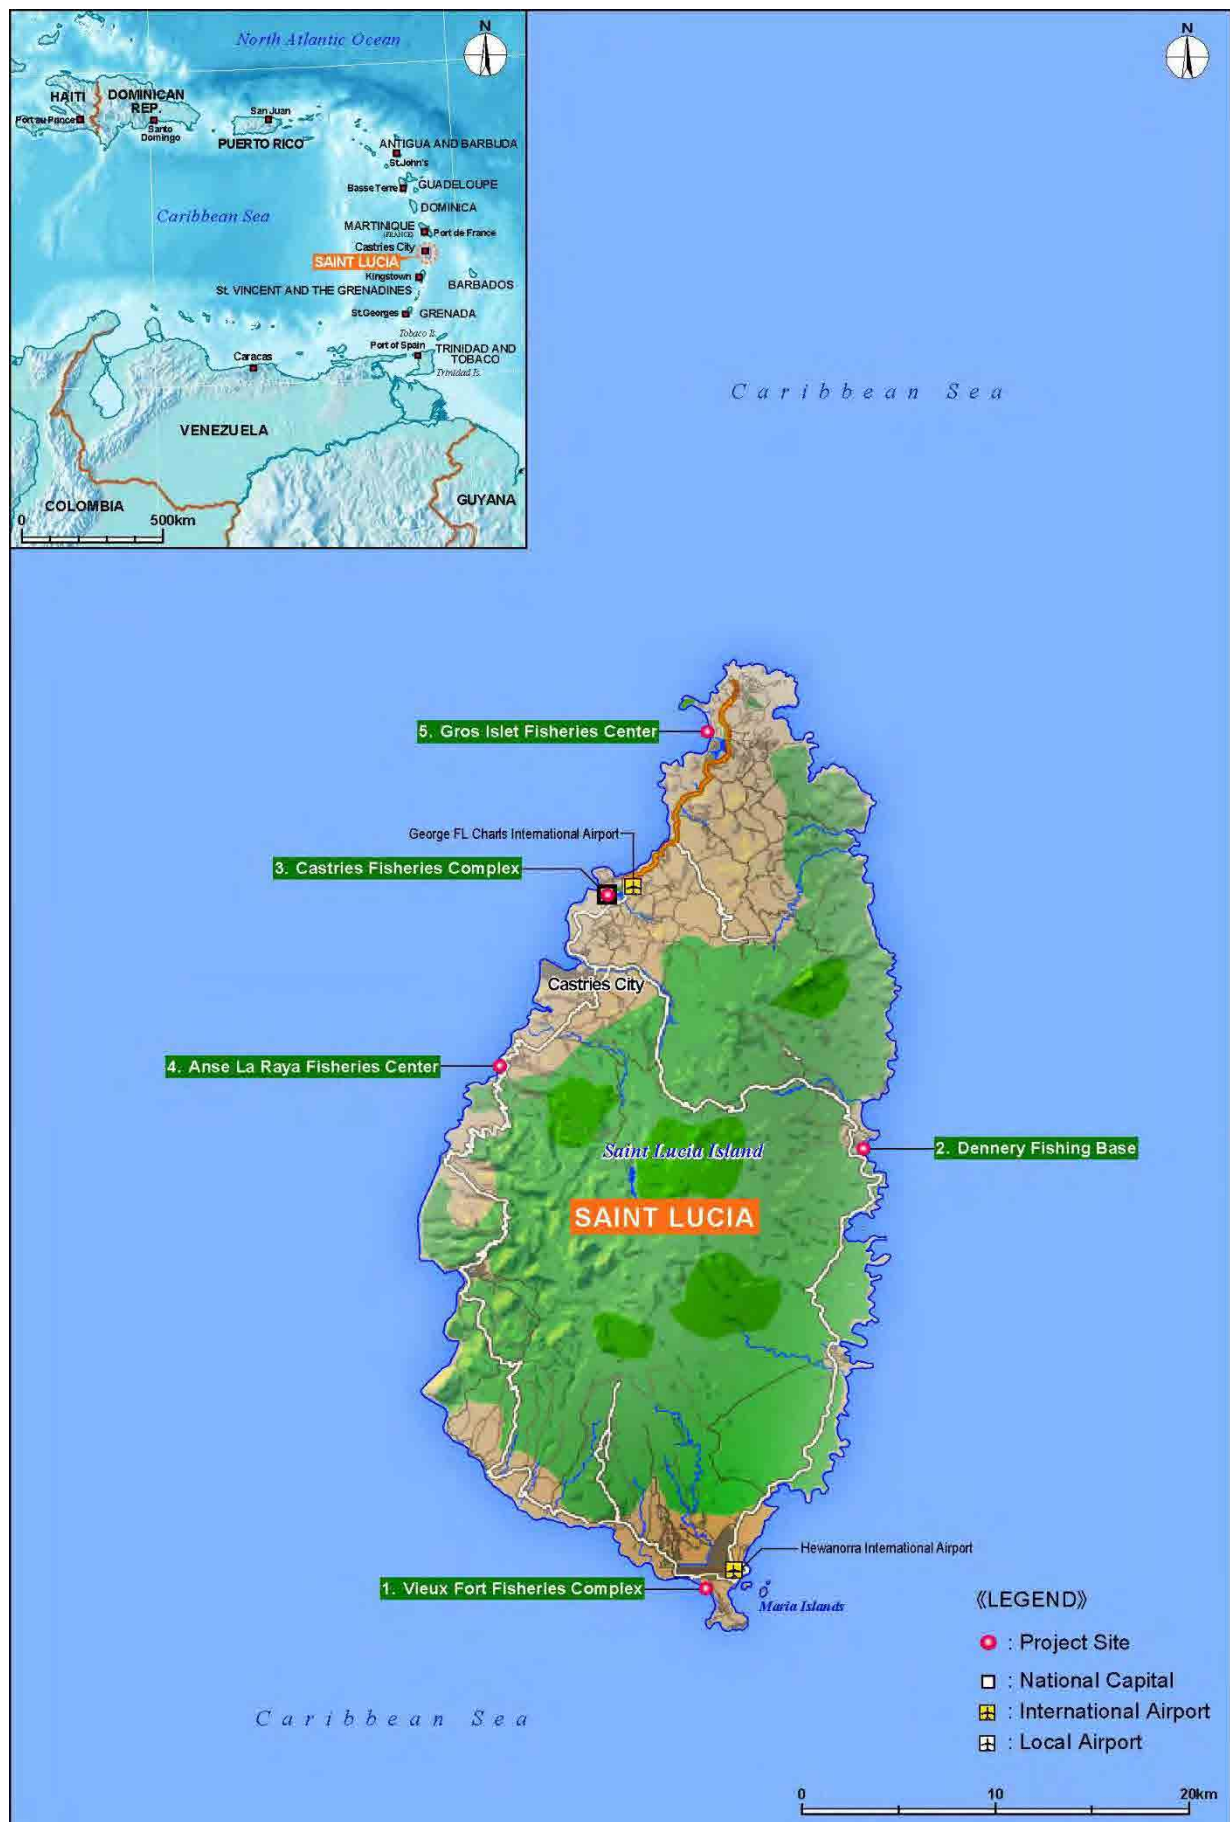 North Atlantic Ocean
N
HAITI
DOMINICAN
REP.
Port au Prince
Santo
Domingo
San Juan
PUERTO RICO
ANTIGUA AND BARBUDA
St.John's
Basse Terre
GUADELOUPE
DOMINICA
Caribbean Sea
MARTINIQUE
(FRANCE)
Port de France
Castries City
SAINT LUCIA
Kingstown
BARBADOS
St. VINCENT AND THE GRENADINES
St.Georges
GRENADA
Tobaco Is.
Port of Spain
TRINIDAD AND
TOBACO
Trinidad Is.
Caracas
VENEZUELA
COLOMBIA
GUYANA
0 500km
N
Caribbean Sea
5. Gros Islet Fisheries Center
George FL Charls International Airport
3. Castries Fisheries Complex
Castries City
4. Anse La Raya Fisheries Center
Saint Lucia Island
2. Dennery Fishing Base
SAINT LUCIA
Hewanorra International Airport
1. Vieux Fort Fisheries Complex
Maria Islands
《LEGEND》
: Project Site
: National Capital
: International Airport
: Local Airport
Caribbean Sea
0 10 20km